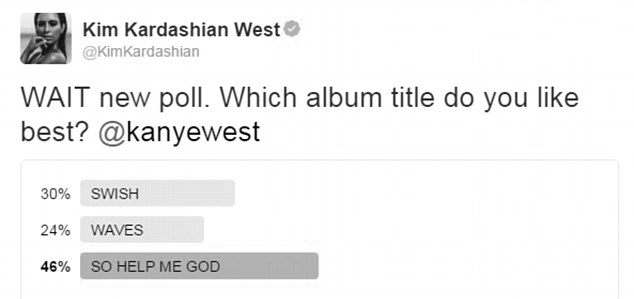 Kim Kardashian West
@KimKardashian
WAIT new poll. Which album title do you like
best? @kanyewest
30% SWISH
24% WAVES
46% SO HELP ME GOD